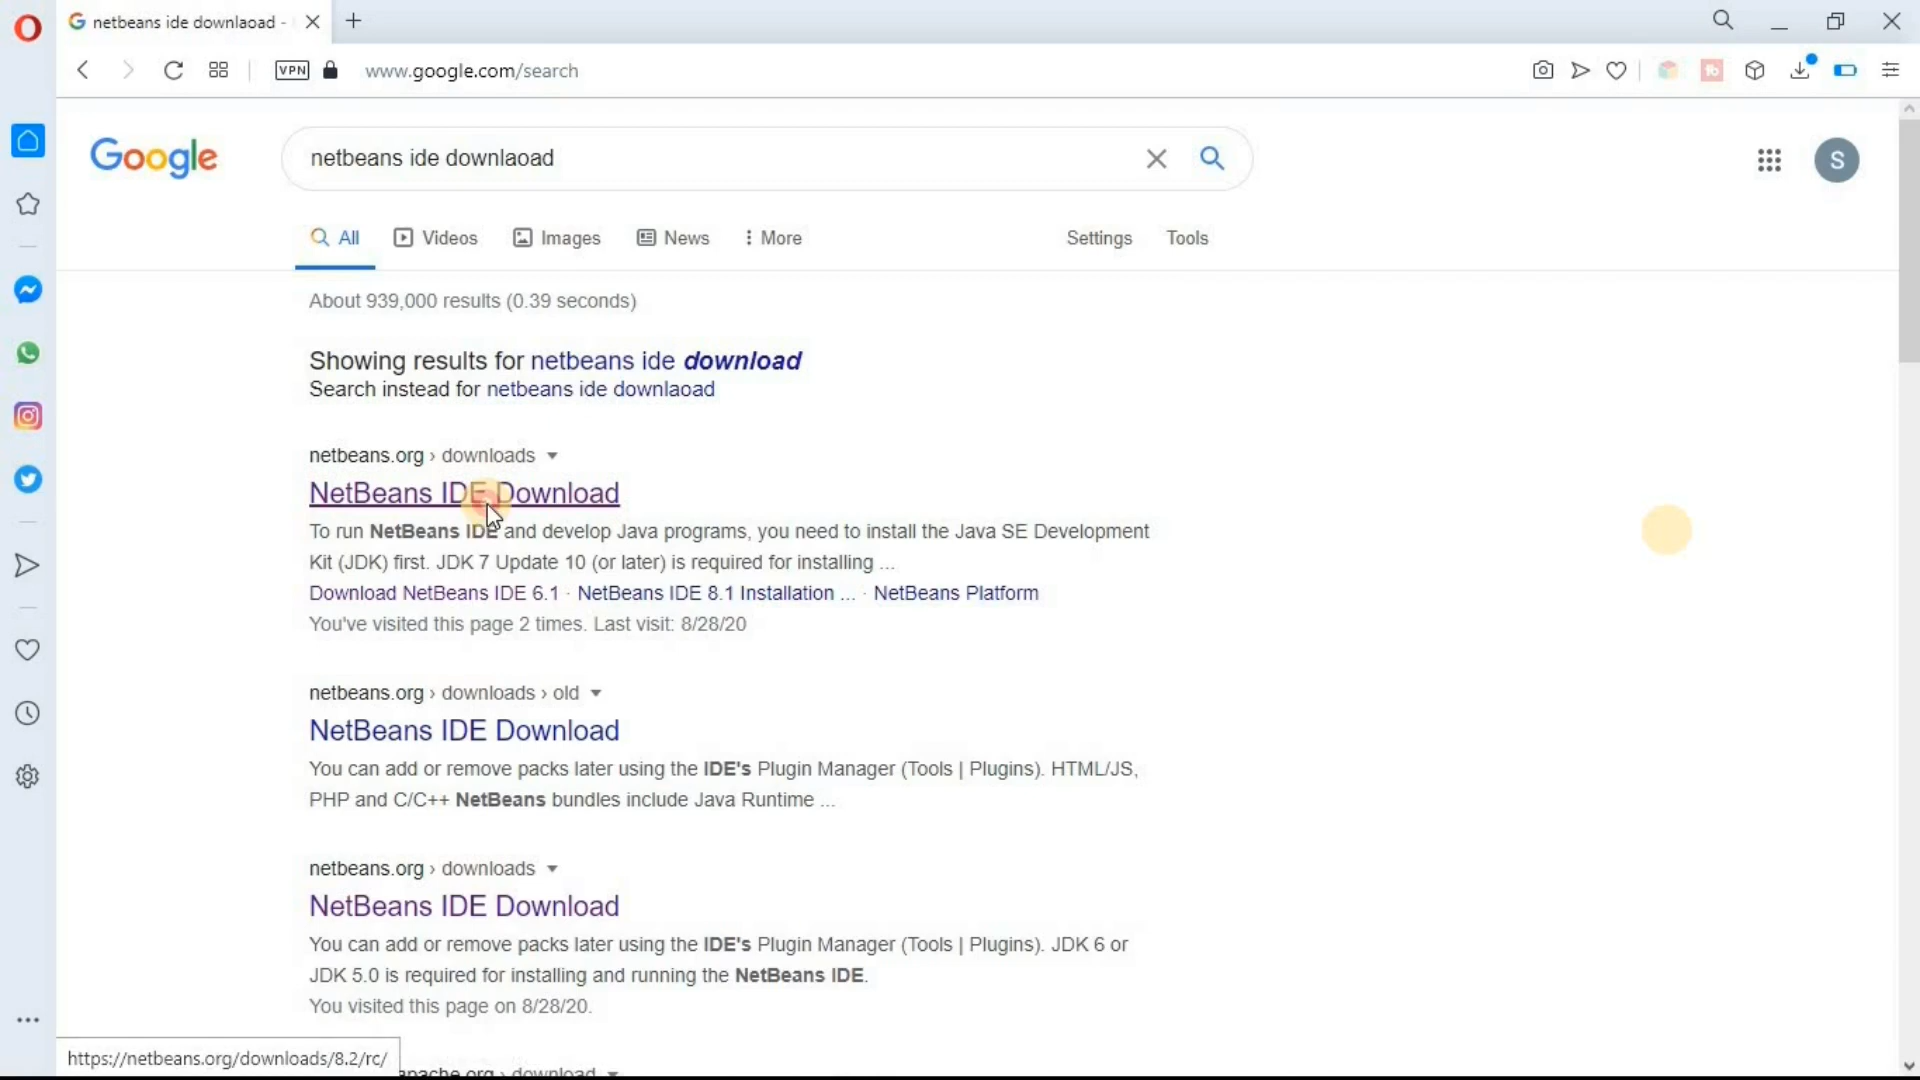 netbeans ide downlaoad -
VPN
www.google.com/search
Google
netbeans ide downlaoad
S
All
Videos
Images
News
More
Settings
Tools
About 939,000 results (0.39 seconds)
Showing results for netbeans ide download
Search instead for netbeans ide downlaoad
netbeans.org › downloads
NetBeans IDE Download
To run NetBeans IDE and develop Java programs, you need to install the Java SE Development
Kit (JDK) first. JDK 7 Update 10 (or later) is required for installing ...
Download NetBeans IDE 6.1 · NetBeans IDE 8.1 Installation ... · NetBeans Platform
You've visited this page 2 times. Last visit: 8/28/20
netbeans.org › downloads › old
NetBeans IDE Download
You can add or remove packs later using the IDE's Plugin Manager (Tools | Plugins). HTML/JS,
PHP and C/C++ NetBeans bundles include Java Runtime ...
netbeans.org › downloads
NetBeans IDE Download
You can add or remove packs later using the IDE's Plugin Manager (Tools | Plugins). JDK 6 or
JDK 5.0 is required for installing and running the NetBeans IDE.
You visited this page on 8/28/20.
https://netbeans.org/downloads/8.2/rc/
apache.org › download